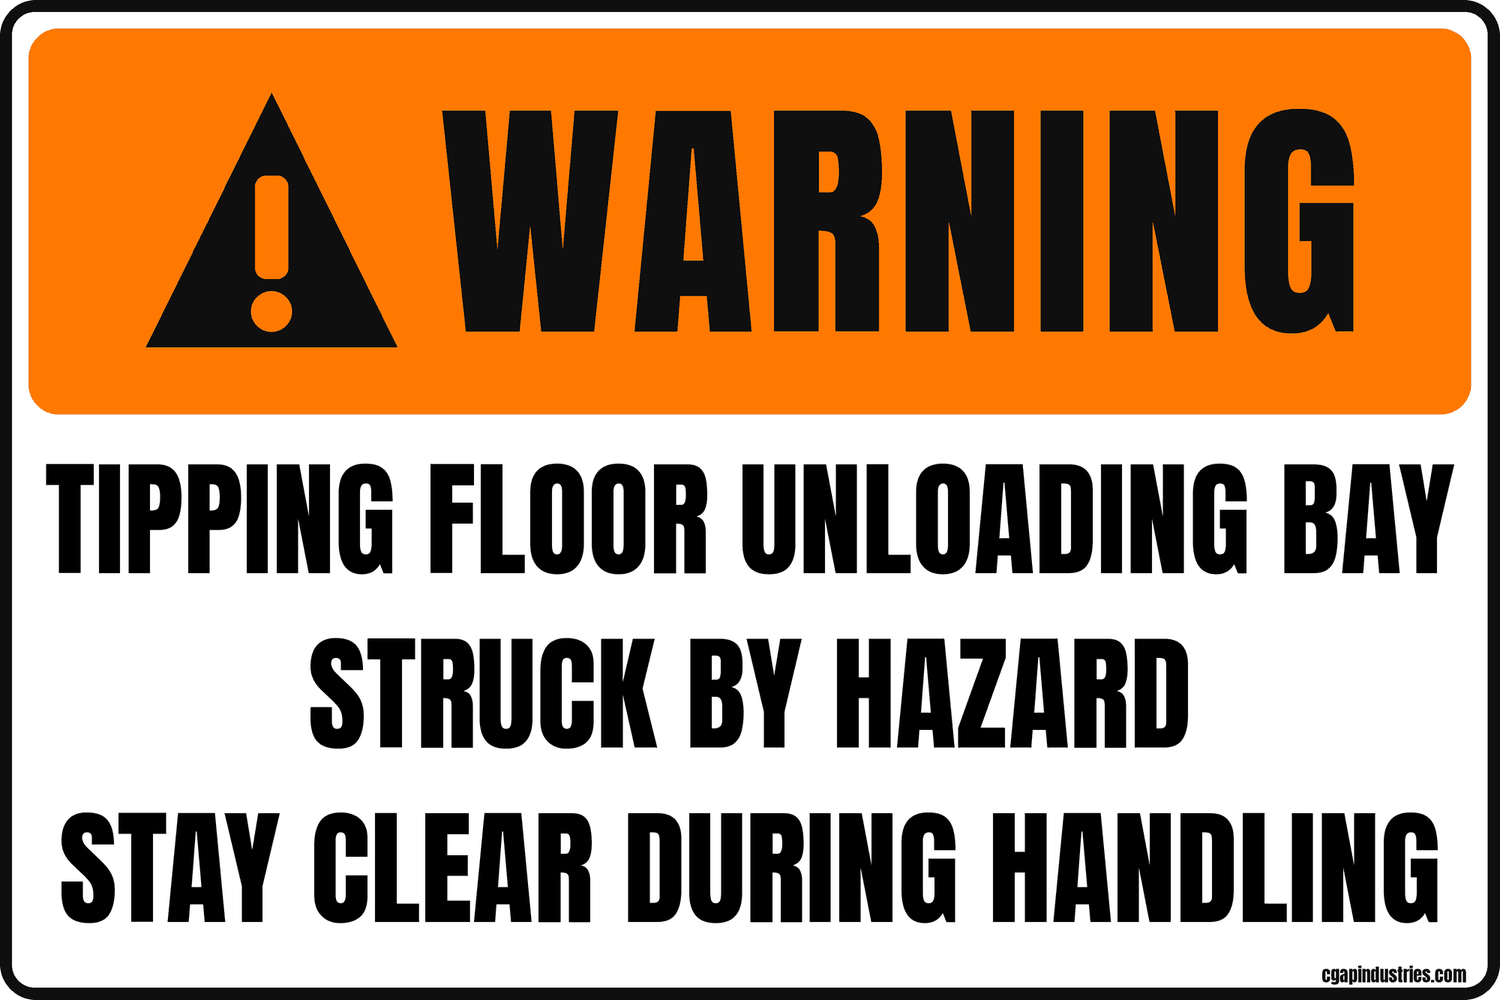 WARNING
TIPPING FLOOR UNLOADING BAY
STRUCK BY HAZARD
STAY CLEAR DURING HANDLING
cgapindustries.com